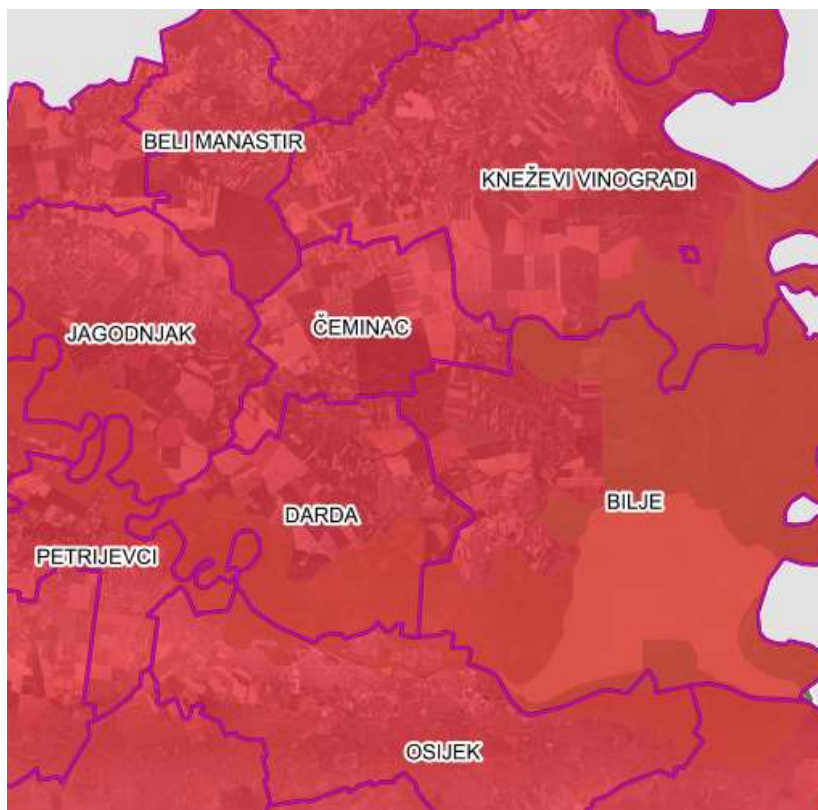 BELI MANASTIR
KNEŽEVI VINOGRADI
JAGODNJAK
ČEMINAC
DARDA
BILJE
PETRIJEVCI
OSIJEK